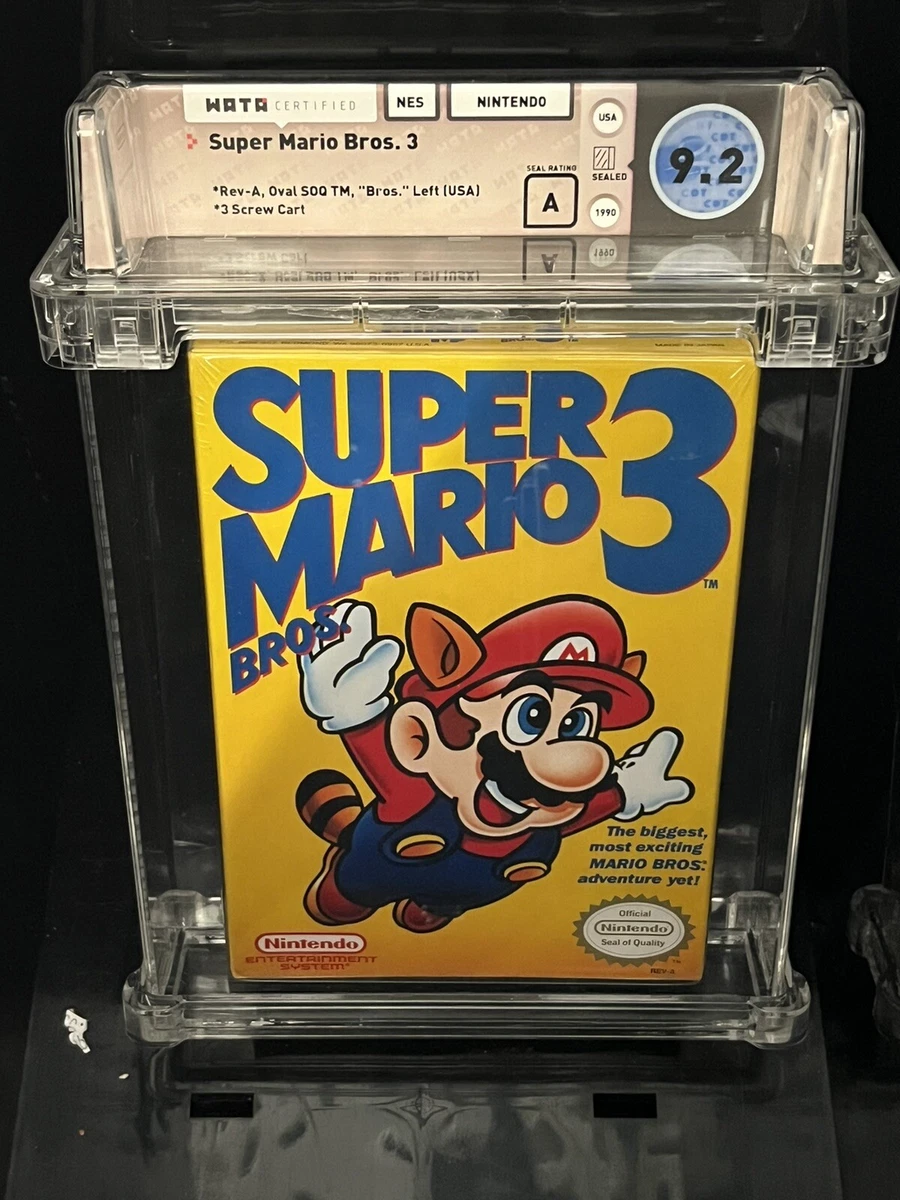 WATA CERTIFIED
NES
NINTENDO
Super Mario Bros. 3
*Rev-A, Oval SOQ TM, "Bros." Left (USA)
*3 Screw Cart
SEAL RATING
A
USA
SEALED
1990
9.2
SUPER
MARIO
BROS.
3
TM
M
The biggest,
most exciting
MARIO BROS.™
adventure yet!
Official
Nintendo
Seal of Quality
TM
REV-A
Nintendo
ENTERTAINMENT
SYSTEM®